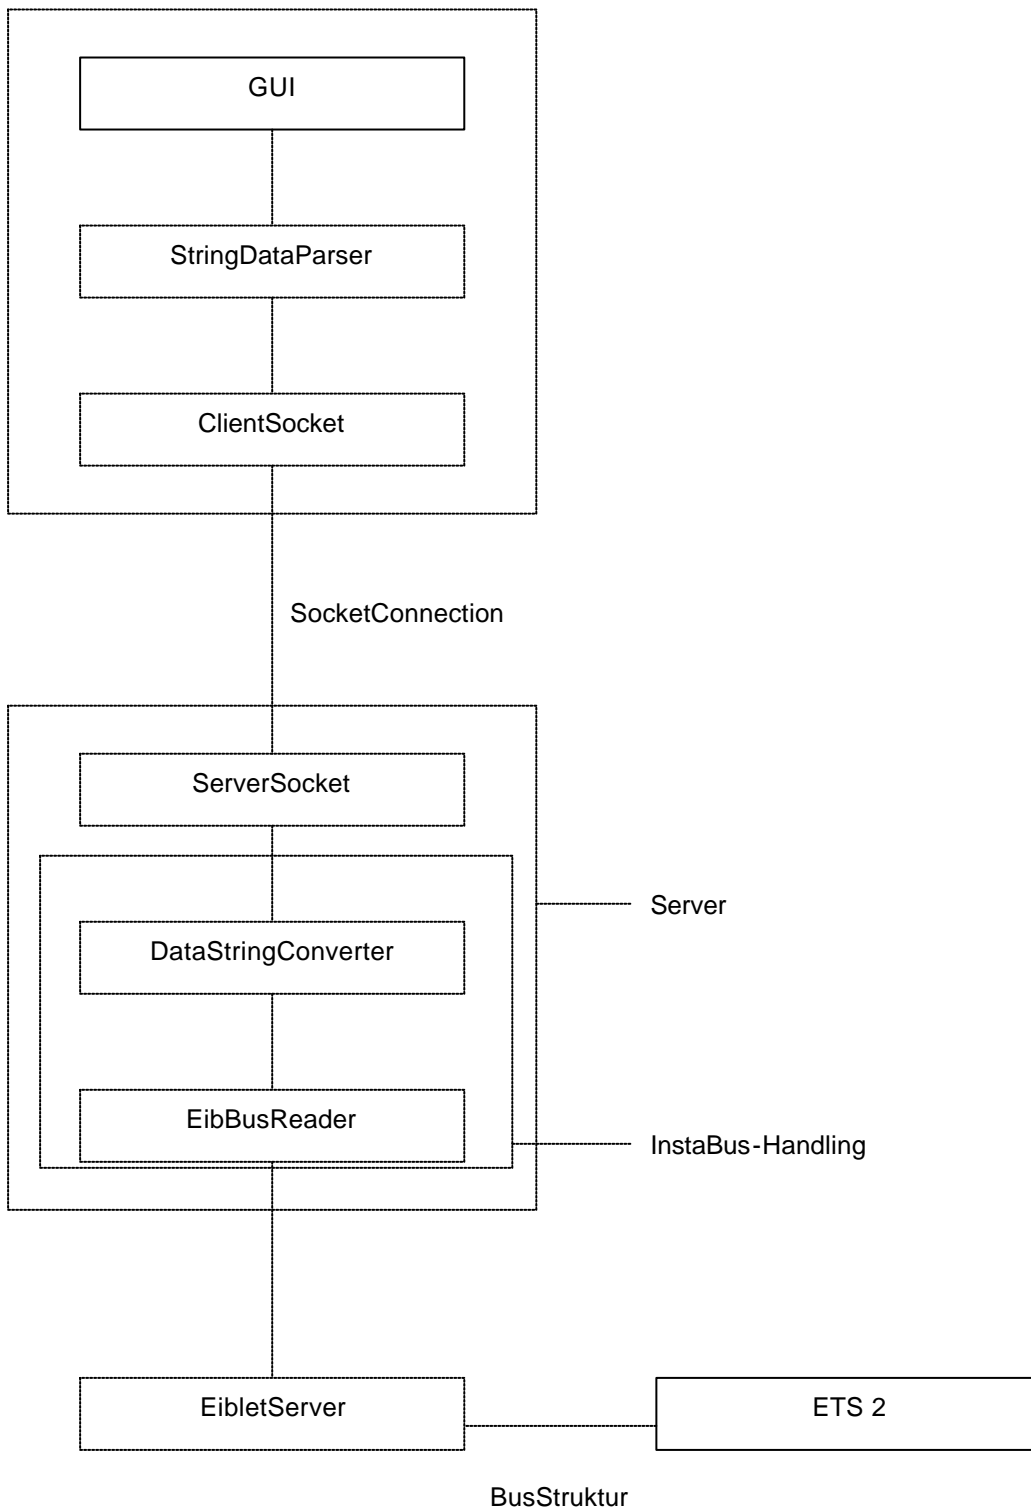 GUI
StringDataParser
ClientSocket
SocketConnection
ServerSocket
Server
DataStringConverter
EibBusReader
InstaBus-Handling
EibletServer
ETS 2
BusStruktur